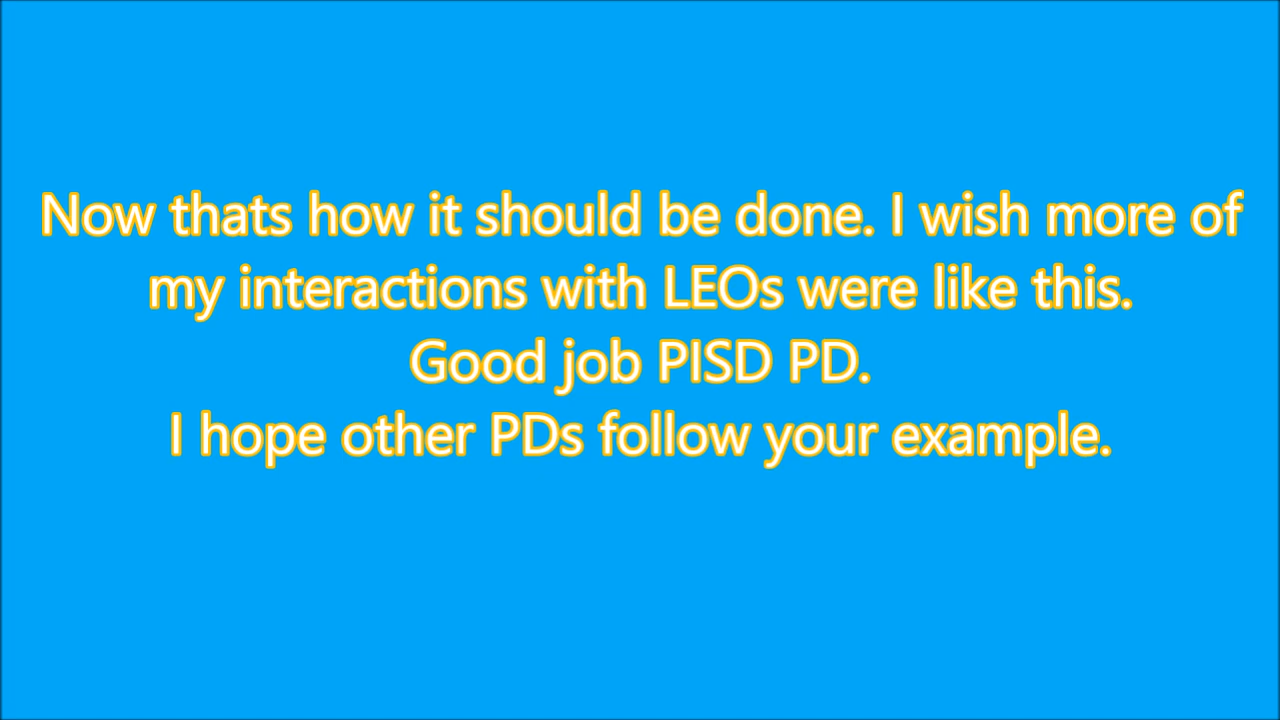 Now thats how it should be done. I wish more of
my interactions with LEOs were like this.
Good job PISD PD.
I hope other PDs follow your example.